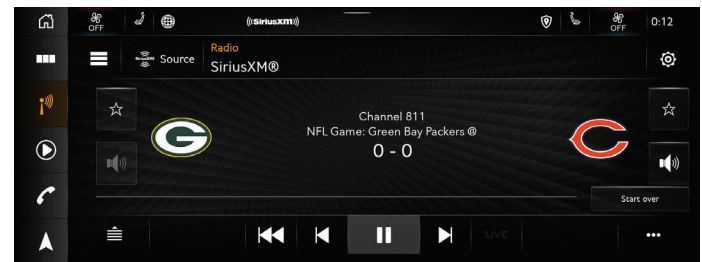 OFF
((SiriusXM))
OFF
0:12
SiriusXM
Source
Radio
SiriusXM®
Channel 811
NFL Game: Green Bay Packers @
0 - 0
G
C
Start over
LIVE